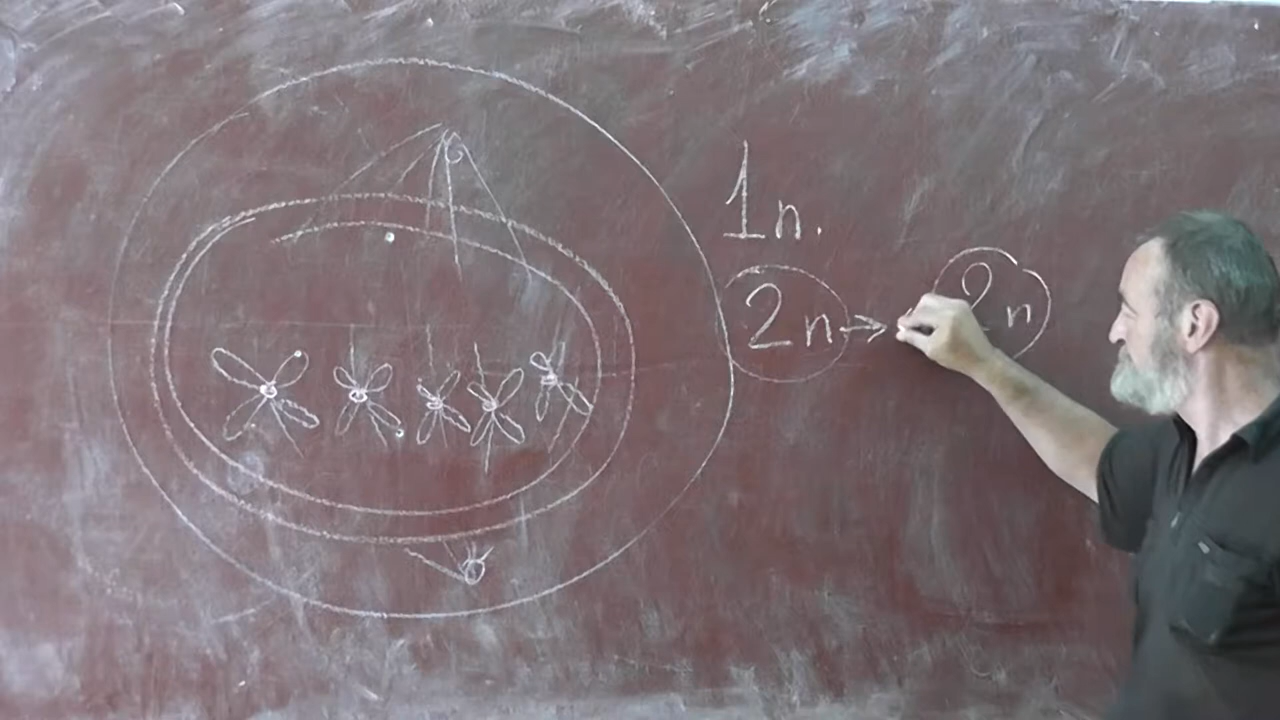 1n.
2n → 2n